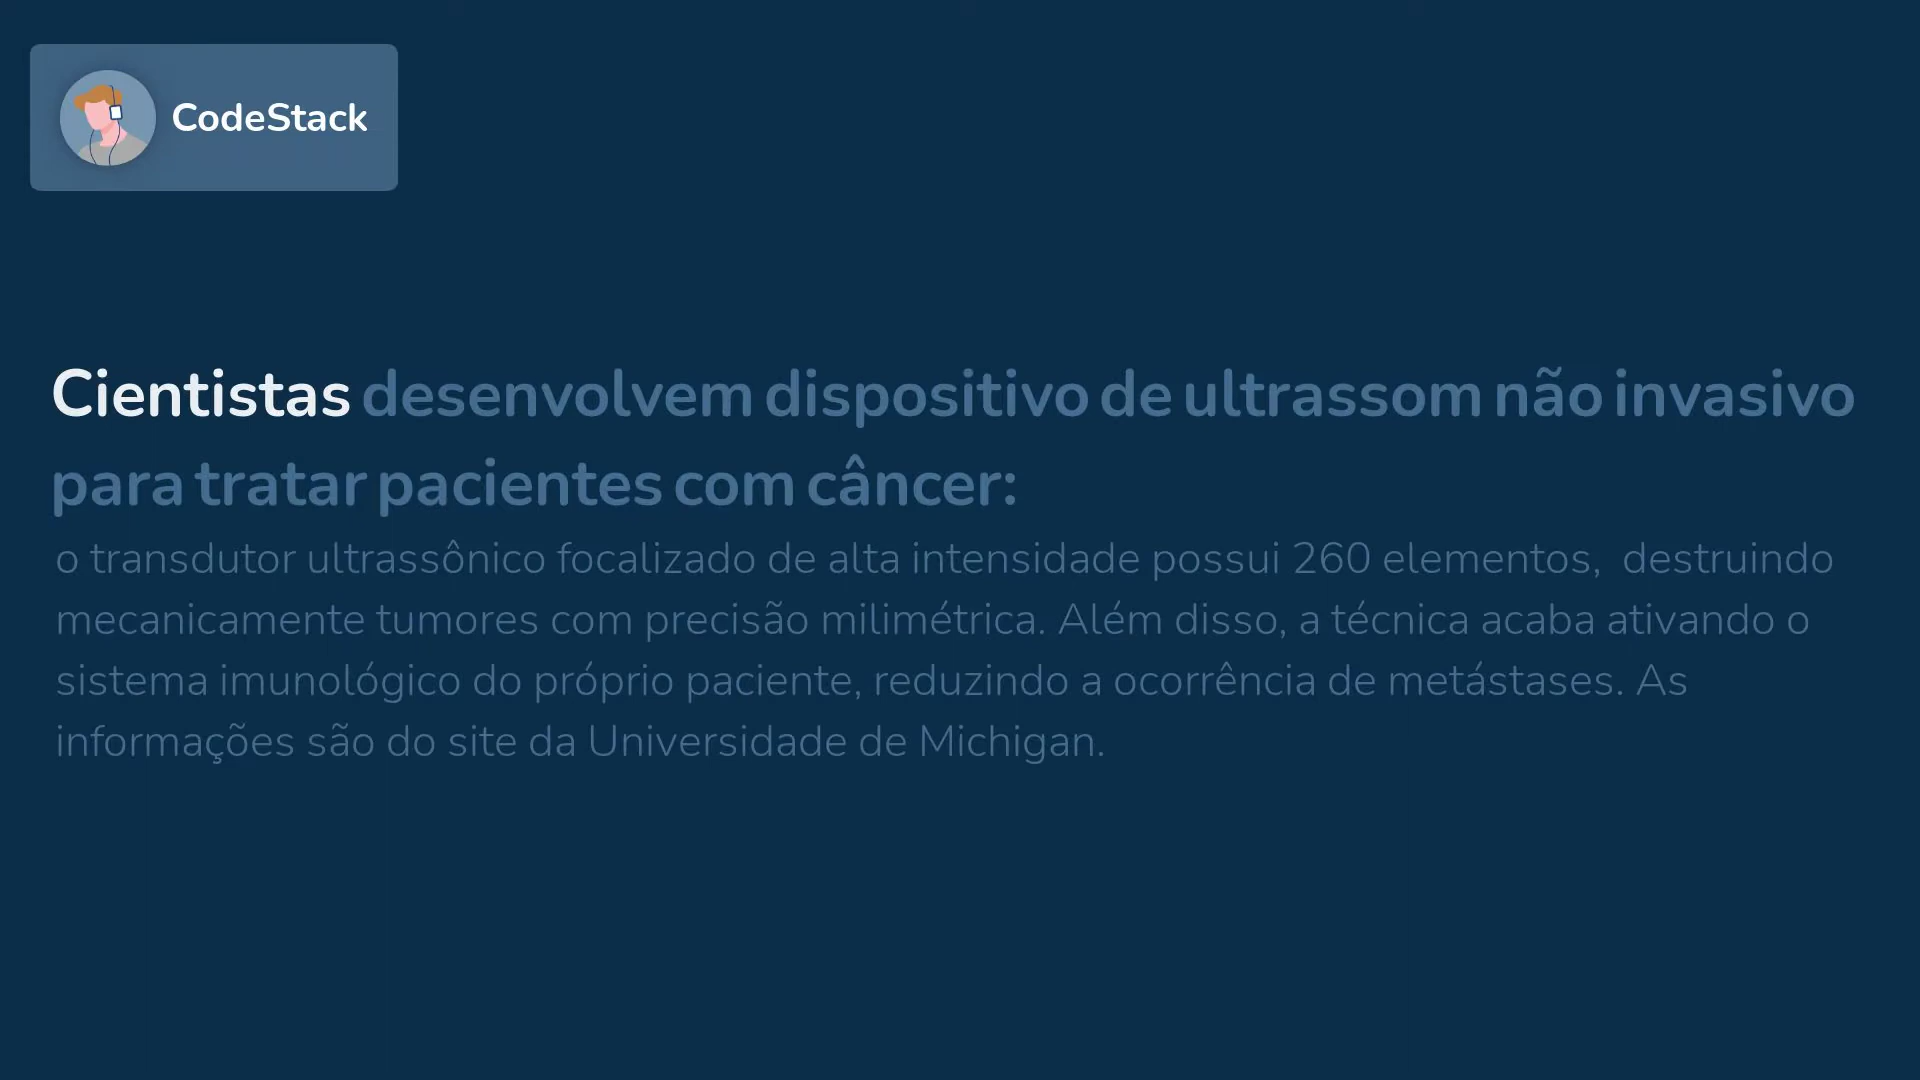 CodeStack
Cientistas desenvolvem dispositivo de ultrassom não invasivo
para tratar pacientes com câncer:
o transdutor ultrassônico focalizado de alta intensidade possui 260 elementos,  destruindo
mecanicamente tumores com precisão milimétrica. Além disso, a técnica acaba ativando o
sistema imunológico do próprio paciente, reduzindo a ocorrência de metástases. As
informações são do site da Universidade de Michigan.